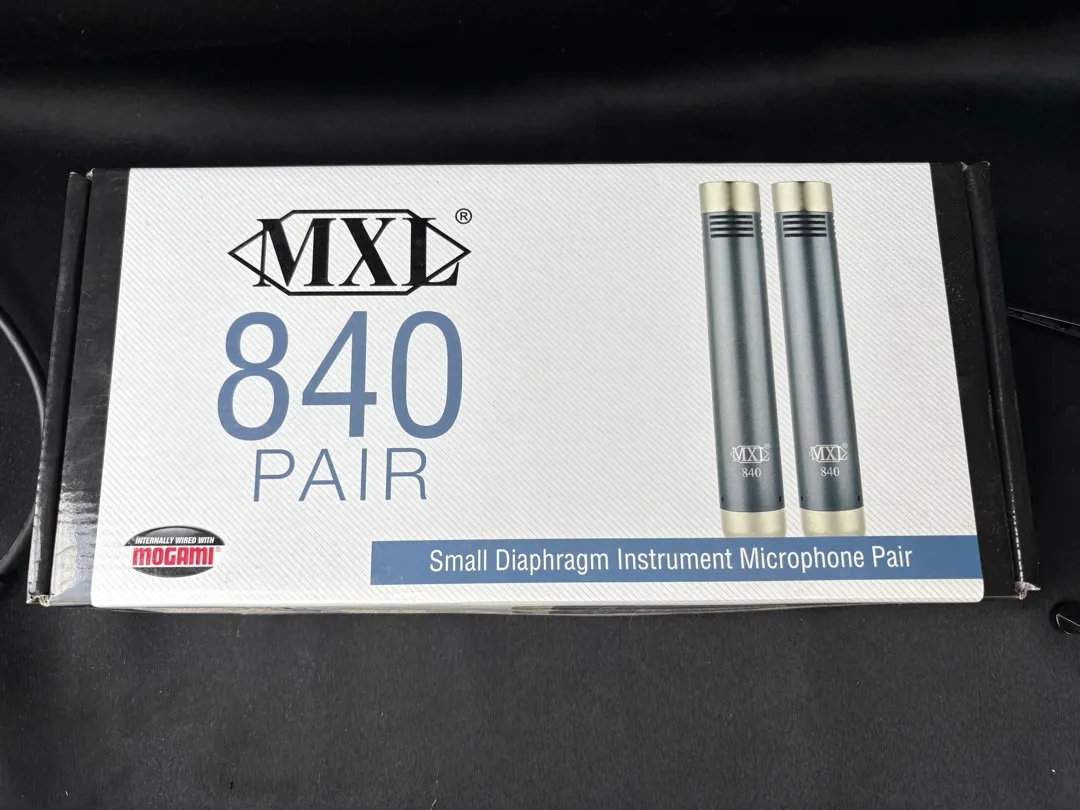 MXL®
840
PAIR
INTERNALLY WIRED WITH
MOGAMI®
MXL®
840
MXL®
840
Small Diaphragm Instrument Microphone Pair